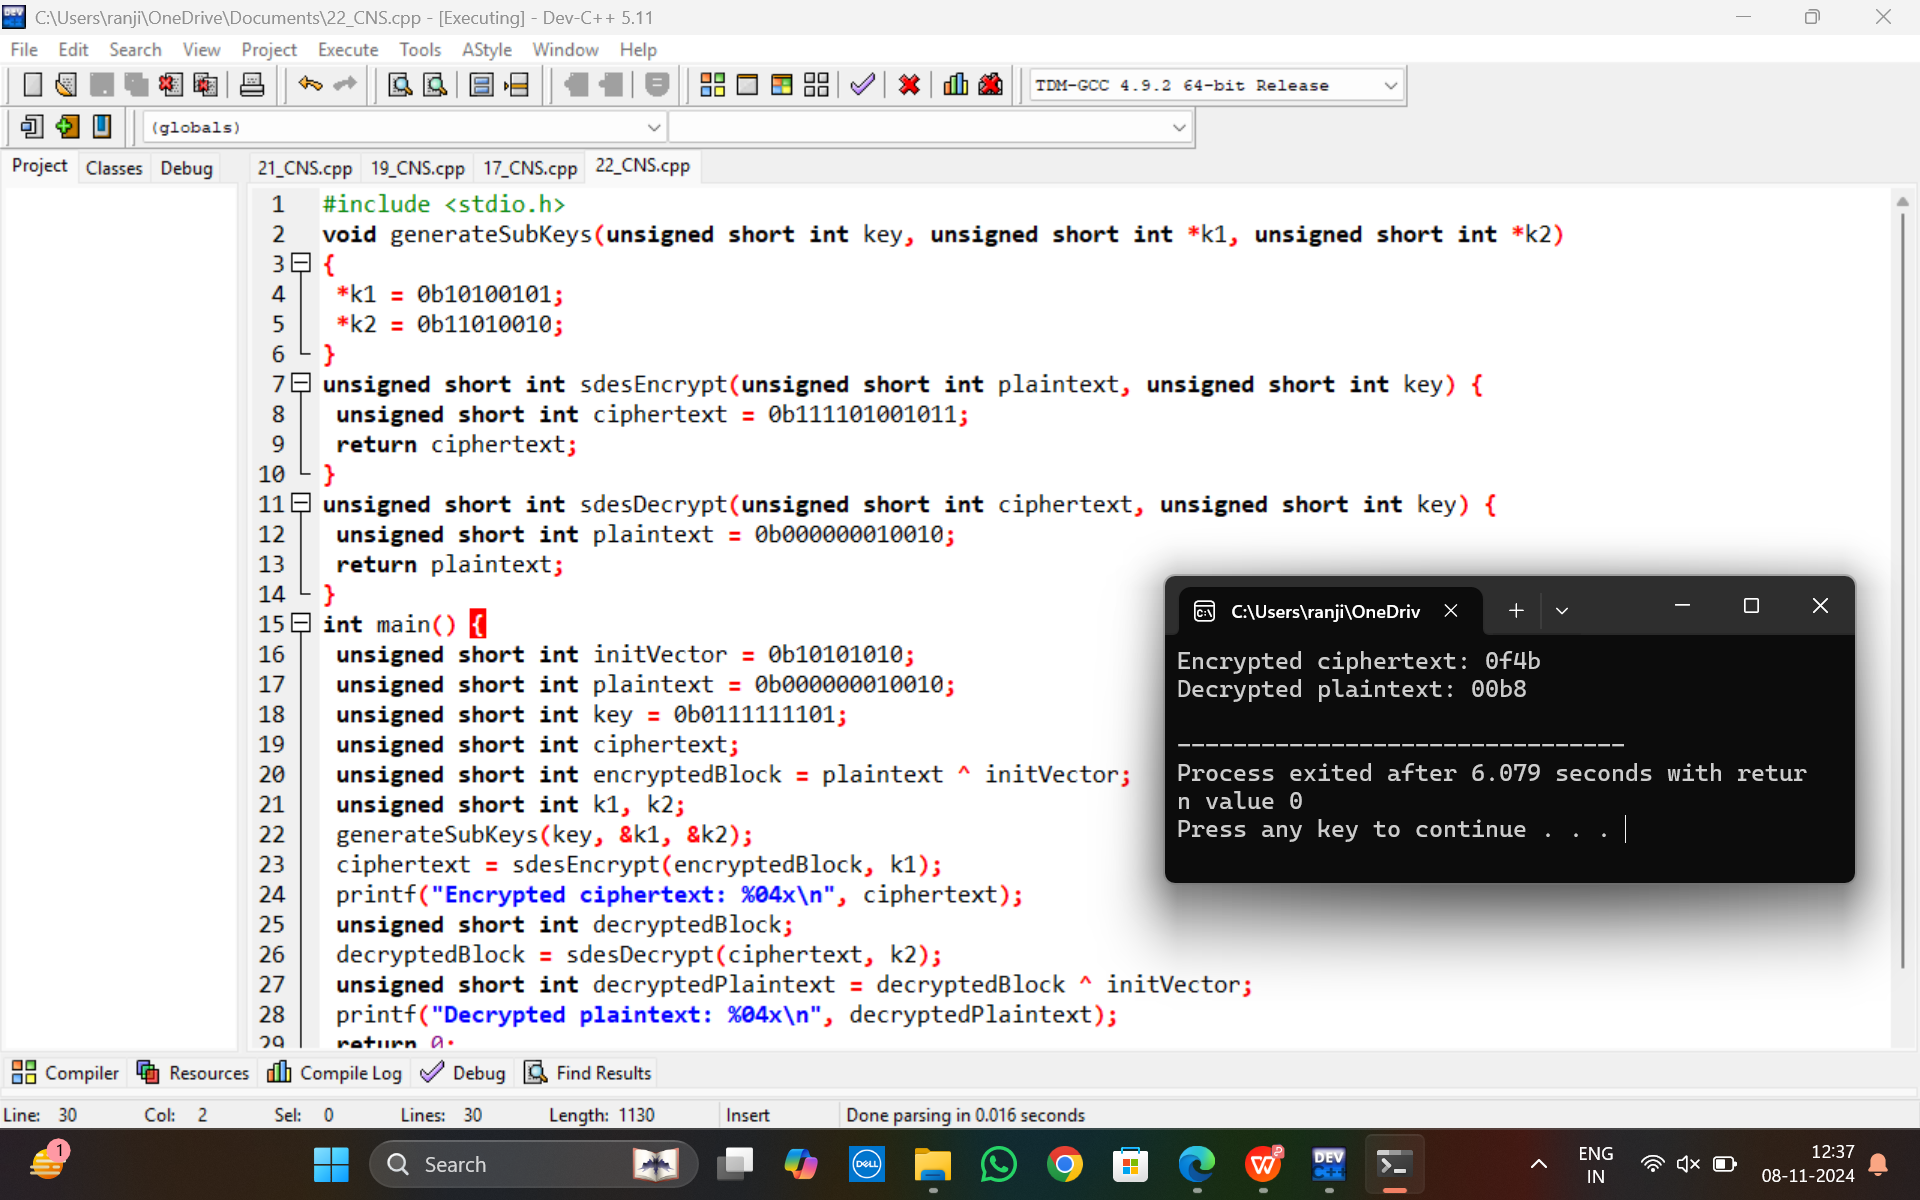 C:\Users\ranji\OneDrive\Documents\22_CNS.cpp - [Executing] - Dev-C++ 5.11
File Edit Search View Project Execute Tools AStyle Window Help
TDM-GCC 4.9.2 64-bit Release
(globals)
Project Classes Debug
21_CNS.cpp 19_CNS.cpp 17_CNS.cpp 22_CNS.cpp
1 #include <stdio.h>
2 void generateSubKeys(unsigned short int key, unsigned short int *k1, unsigned short int *k2)
3 {
4 *k1 = 0b10100101;
5 *k2 = 0b11010010;
6 }
7 unsigned short int sdesEncrypt(unsigned short int plaintext, unsigned short int key) {
8 unsigned short int ciphertext = 0b111101001011;
9 return ciphertext;
10 }
11 unsigned short int sdesDecrypt(unsigned short int ciphertext, unsigned short int key) {
12 unsigned short int plaintext = 0b000000010010;
13 return plaintext;
14 }
15 int main() {
16 unsigned short int initVector = 0b10101010;
17 unsigned short int plaintext = 0b000000010010;
18 unsigned short int key = 0b0111111101;
19 unsigned short int ciphertext;
20 unsigned short int encryptedBlock = plaintext ^ initVector;
21 unsigned short int k1, k2;
22 generateSubKeys(key, &k1, &k2);
23 ciphertext = sdesEncrypt(encryptedBlock, k1);
24 printf("Encrypted ciphertext: %04x\n", ciphertext);
25 unsigned short int decryptedBlock;
26 decryptedBlock = sdesDecrypt(ciphertext, k2);
27 unsigned short int decryptedPlaintext = decryptedBlock ^ initVector;
28 printf("Decrypted plaintext: %04x\n", decryptedPlaintext);
29 return 0;
C:\Users\ranji\OneDriv
Encrypted ciphertext: 0f4b
Decrypted plaintext: 00b8
--------------------------------
Process exited after 6.079 seconds with retur
n value 0
Press any key to continue . . .
Compiler Resources Compile Log Debug Find Results
Line: 30 Col: 2 Sel: 0 Lines: 30 Length: 1130 Insert Done parsing in 0.016 seconds
1
Search
DELL
DEV
C++
ENG
IN
12:37
08-11-2024